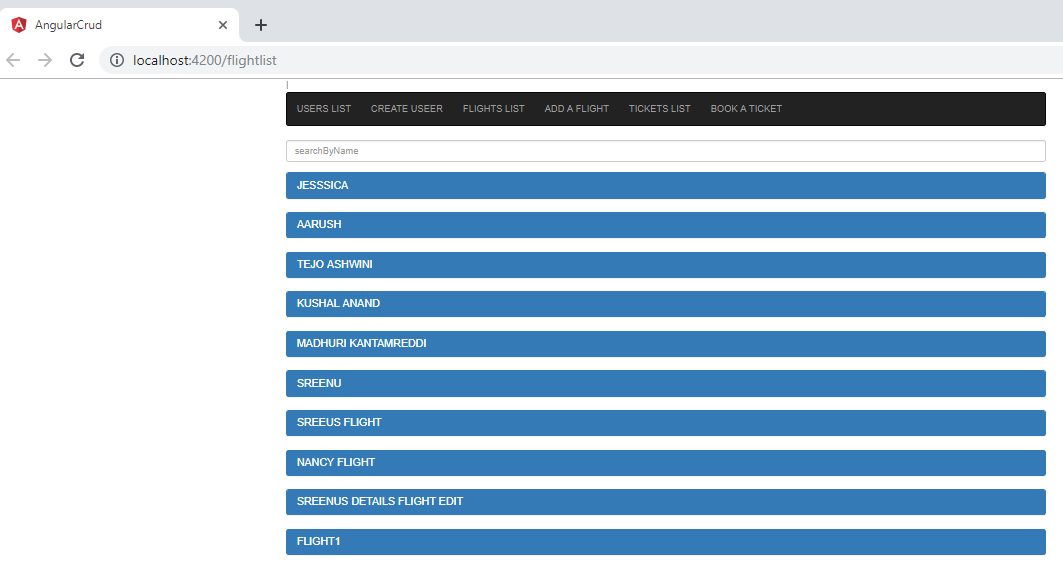 AngularCrud
localhost:4200/flightlist
USERS LIST CREATE USEER FLIGHTS LIST ADD A FLIGHT TICKETS LIST BOOK A TICKET
searchByName
JESSSICA
AARUSH
TEJO ASHWINI
KUSHAL ANAND
MADHURI KANTAMREDDI
SREENU
SREEUS FLIGHT
NANCY FLIGHT
SREENUS DETAILS FLIGHT EDIT
FLIGHT1